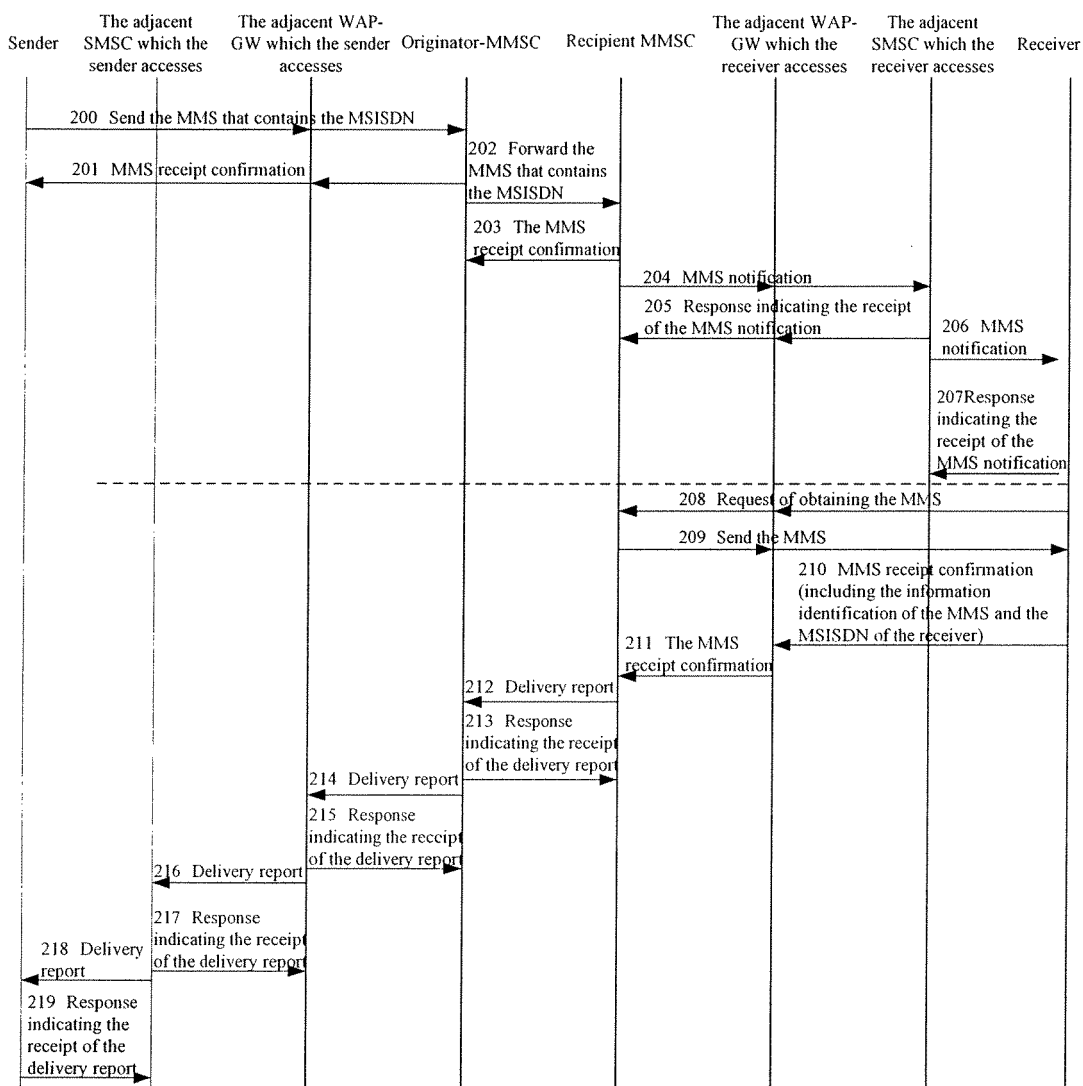 Sender
The adjacent
SMSC which the
sender accesses
The adjacent WAP-
GW which the sender
accesses
Originator-MMSC
Recipient MMSC
The adjacent WAP-
GW which the
receiver accesses
The adjacent
SMSC which the
receiver accesses
Receiver
200 Send the MMS that contains the MSISDN
201 MMS receipt confirmation
202 Forward the
MMS that contains
the MSISDN
203 The MMS
receipt confirmation
204 MMS notification
205 Response indicating the receipt
of the MMS notification
206 MMS
notification
207Response
indicating the
receipt of the
MMS notification
208 Request of obtaining the MMS
209 Send the MMS
210 MMS receipt confirmation
(including the information
identification of the MMS and the
MSISDN of the receiver)
211 The MMS
receipt confirmation
212 Delivery report
213 Response
indicating the receipt
of the delivery report
214 Delivery report
215 Response
indicating the receipt
of the delivery report
216 Delivery report
217 Response
indicating the receipt
of the delivery report
218 Delivery
report
219 Response
indicating the
receipt of the
delivery report